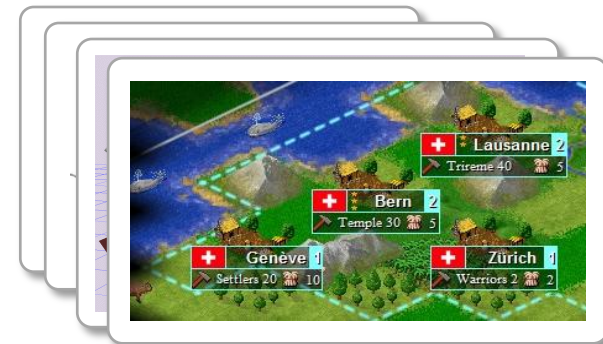 Lausanne 2
Trireme 40 5
Bern 2
Temple 30 5
Genève 1
Settlers 20 10
Zürich 1
Warriors 2 2